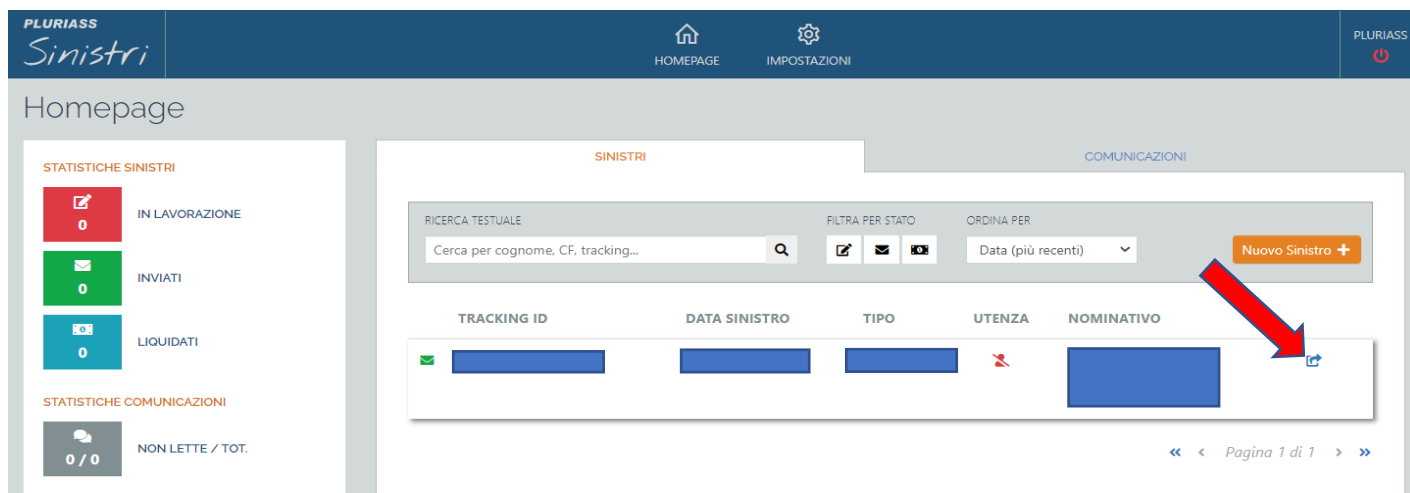 PLURIASS
Sinistri
HOMEPAGE
IMPOSTAZIONI
PLURIASS
Homepage
STATISTICHE SINISTRI
0
IN LAVORAZIONE
0
INVIATI
0
LIQUIDATI
STATISTICHE COMUNICAZIONI
0 / 0
NON LETTE / TOT.
SINISTRI
COMUNICAZIONI
RICERCA TESTUALE
Cerca per cognome, CF, tracking...
FILTRA PER STATO
ORDINA PER
Data (più recenti)
Nuovo Sinistro +
TRACKING ID
DATA SINISTRO
TIPO
UTENZA
NOMINATIVO
« ‹ Pagina 1 di 1 › »